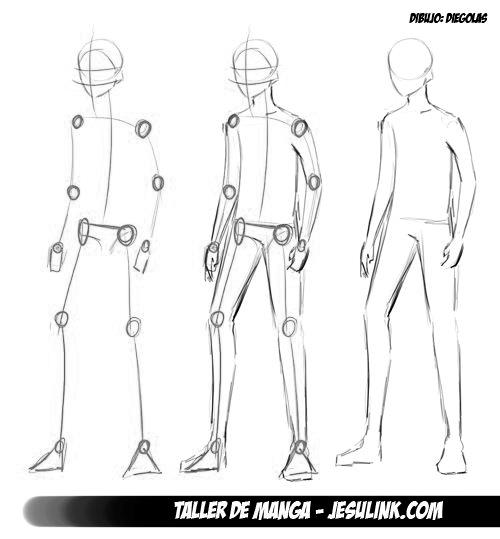 DIBUJO: DIEGOLAS
TALLER DE MANGA - JESULINK.COM